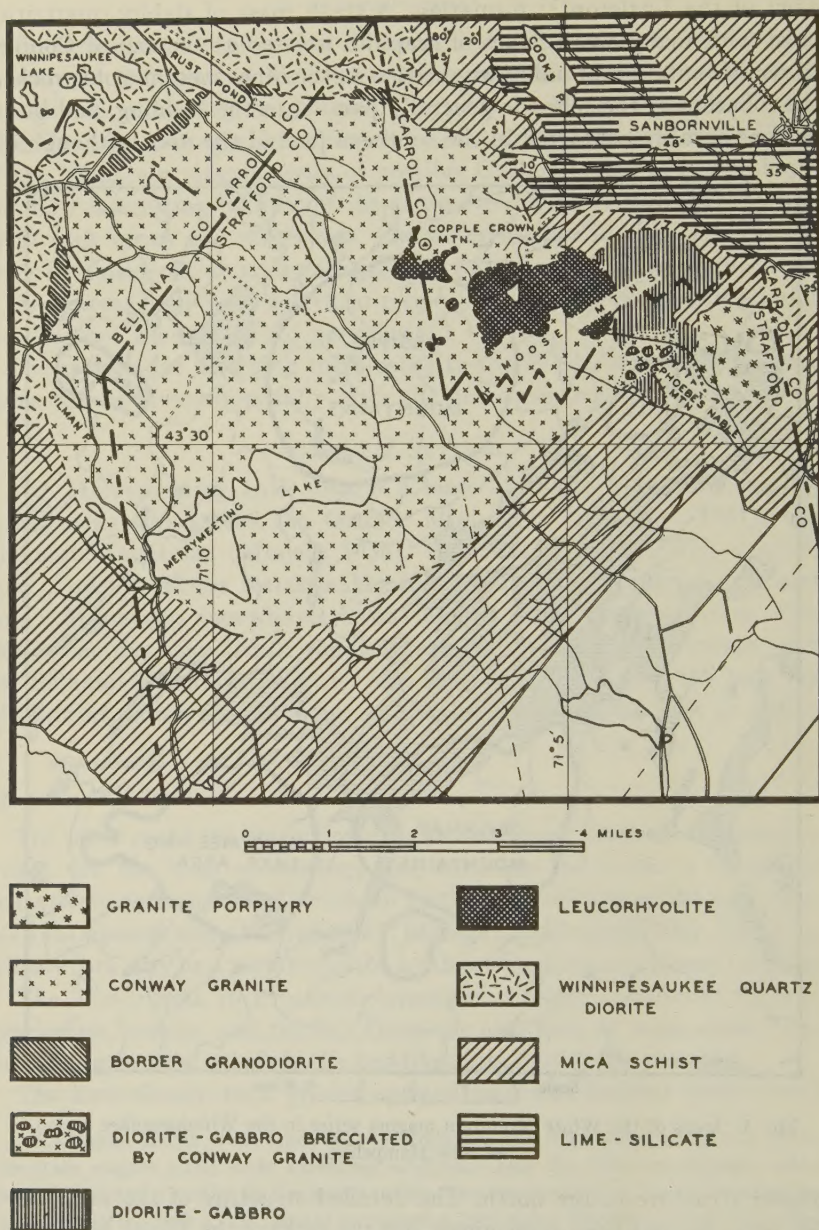 WINNIPESAUKEE
LAKE
RUST
POND
80°
20°
45°
COOKS
P.
SANBORNVILLE
48°
35°
5°
10°
25°
CARROLL CO
CARROLL CO
BELKNAP CO STRAFFORD CO
COPPLE CROWN
MTN.
MOOSE MTNS
CARROLL CO
STRAFFORD CO
PHOEBES NABLE
MTN
GILMAN P.
43° 30'
MERRYMEETING LAKE
71° 10'
71° 5'
0 1 2 3 4 MILES
GRANITE PORPHYRY
CONWAY GRANITE
BORDER GRANODIORITE
DIORITE - GABBRO BRECCIATED
BY CONWAY GRANITE
DIORITE - GABBRO
LEUCORHYOLITE
WINNIPESAUKEE QUARTZ
DIORITE
MICA SCHIST
LIME - SILICATE